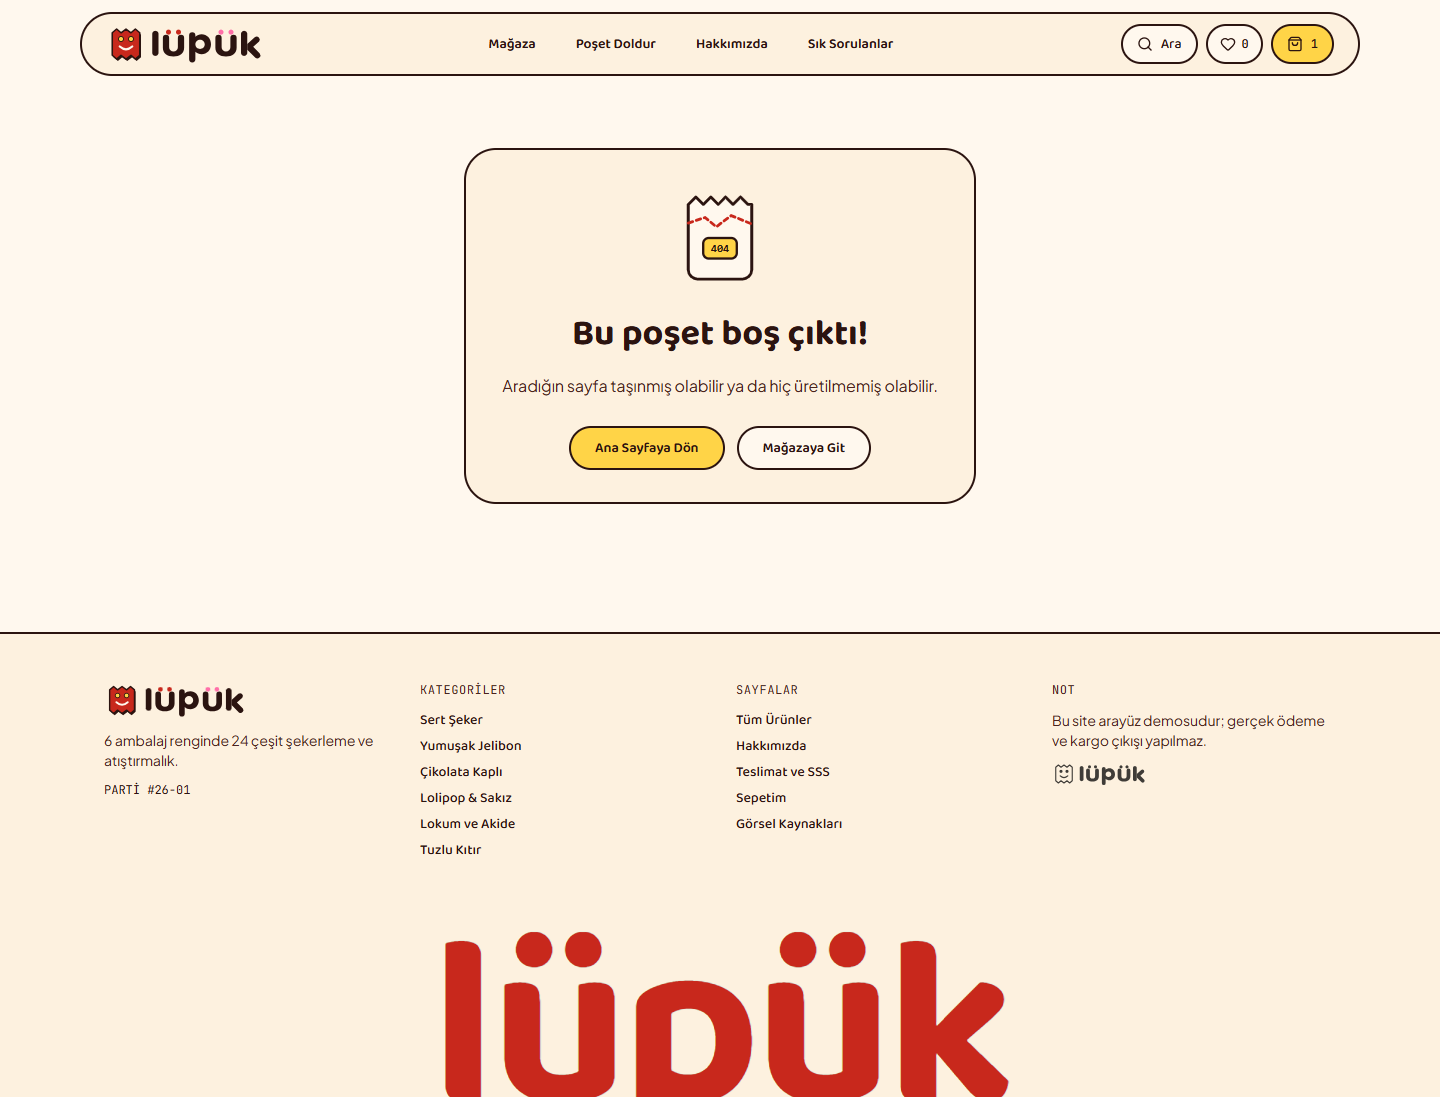 lüpük
Mağaza
Poşet Doldur
Hakkımızda
Sık Sorulanlar
Ara
0
1
404
Bu poşet boş çıktı!
Aradığın sayfa taşınmış olabilir ya da hiç üretilmemiş olabilir.
Ana Sayfaya Dön
Mağazaya Git
lüpük
6 ambalaj renginde 24 çeşit şekerleme ve
atıştırmalık.
PARTİ #26-01
KATEGORİLER
Sert Şeker
Yumuşak Jelibon
Çikolata Kaplı
Lolipop & Sakız
Lokum ve Akide
Tuzlu Kıtır
SAYFALAR
Tüm Ürünler
Hakkımızda
Teslimat ve SSS
Sepetim
Görsel Kaynakları
NOT
Bu site arayüz demosudur; gerçek ödeme
ve kargo çıkışı yapılmaz.
lüpük
lüpük